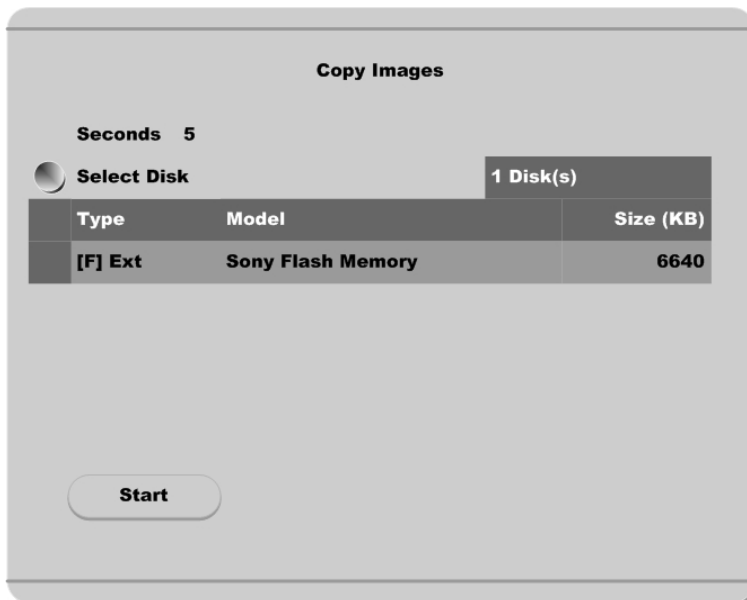 Copy Images
Seconds 5
Select Disk 1 Disk(s)
Type Model Size (KB)
[F] Ext Sony Flash Memory 6640
Start